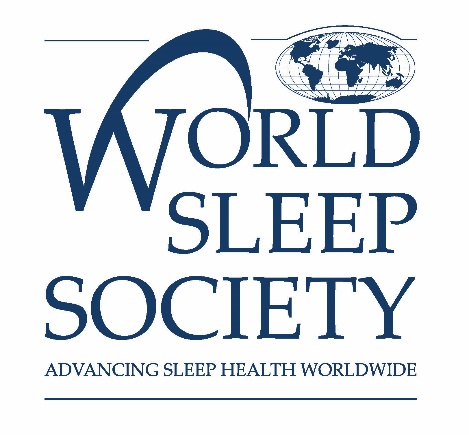 WORLD
SLEEP
SOCIETY
ADVANCING SLEEP HEALTH WORLDWIDE